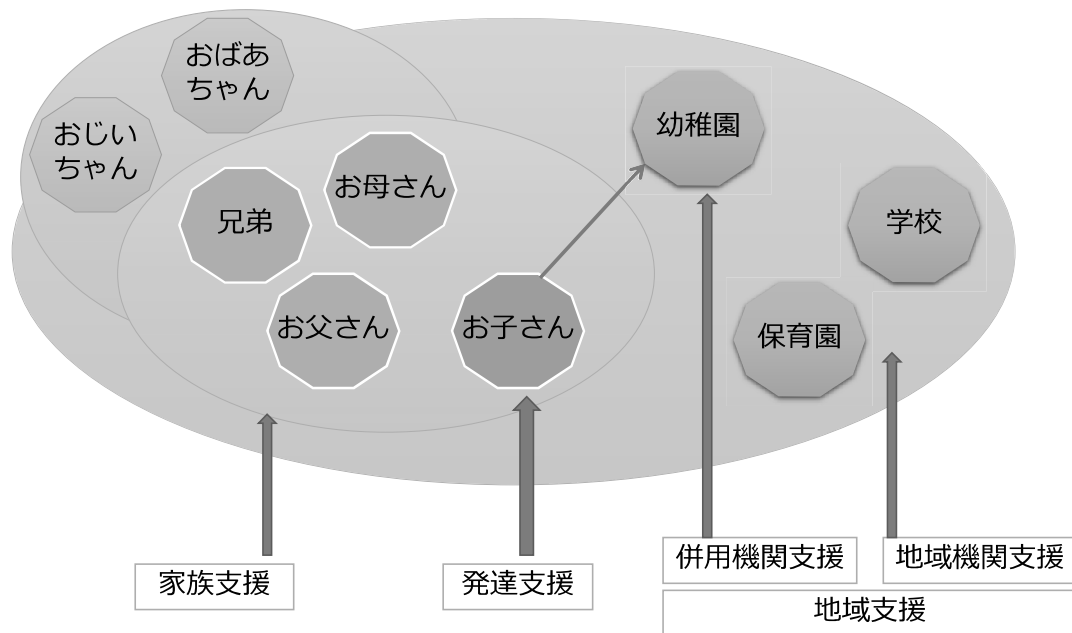 おばあ
ちゃん
おじい
ちゃん
お母さん
兄弟
お父さん
お子さん
幼稚園
学校
保育園
家族支援
発達支援
併用機関支援
地域機関支援
地域支援